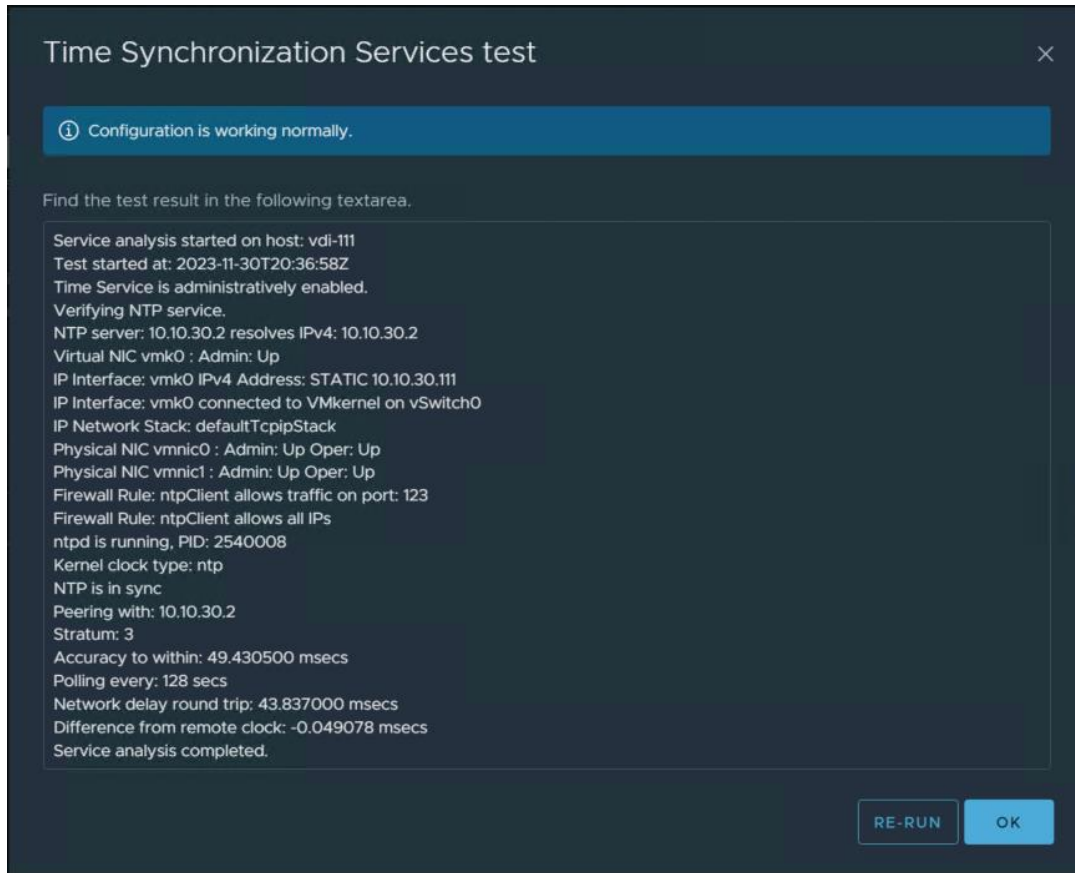 Time Synchronization Services test
Configuration is working normally.
Find the test result in the following textarea.
Service analysis started on host: vdi-111
Test started at: 2023-11-30T20:36:58Z
Time Service is administratively enabled.
Verifying NTP service.
NTP server: 10.10.30.2 resolves IPv4: 10.10.30.2
Virtual NIC vmk0 : Admin: Up
IP Interface: vmk0 IPv4 Address: STATIC 10.10.30.111
IP Interface: vmk0 connected to VMkernel on vSwitch0
IP Network Stack: defaultTcpipStack
Physical NIC vmnic0 : Admin: Up Oper: Up
Physical NIC vmnic1 : Admin: Up Oper: Up
Firewall Rule: ntpClient allows traffic on port: 123
Firewall Rule: ntpClient allows all IPs
ntpd is running, PID: 2540008
Kernel clock type: ntp
NTP is in sync
Peering with: 10.10.30.2
Stratum: 3
Accuracy to within: 49.430500 msecs
Polling every: 128 secs
Network delay round trip: 43.837000 msecs
Difference from remote clock: -0.049078 msecs
Service analysis completed.
RE-RUN
OK